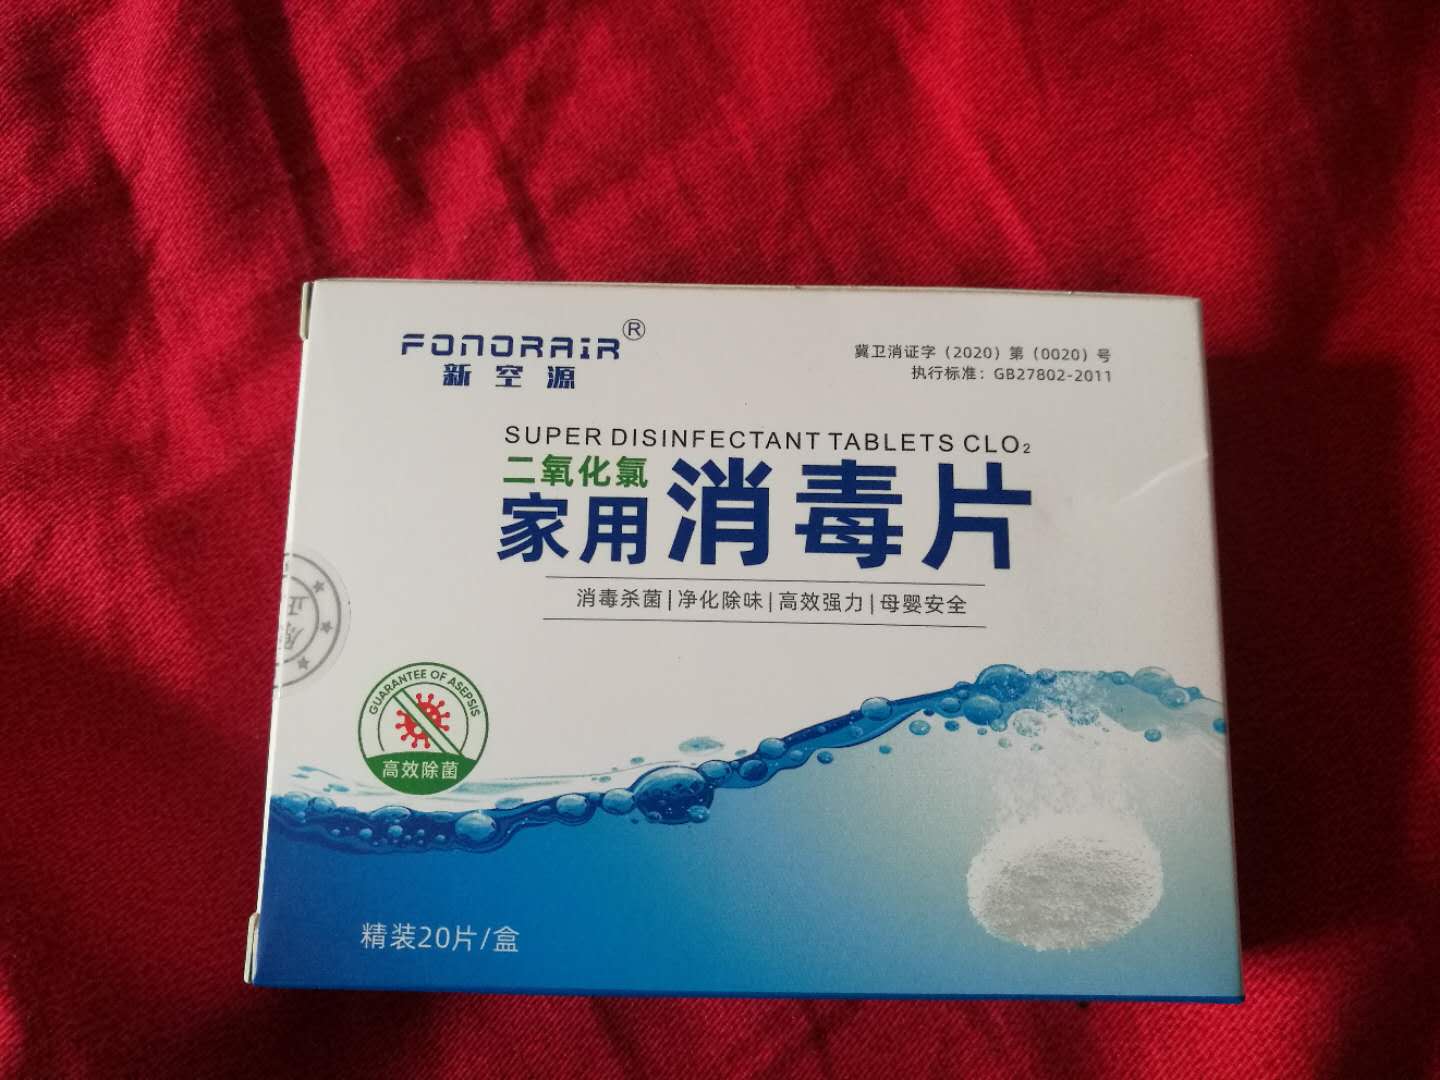 FONORAiR®
新空源
冀卫消证字（2020）第（0020）号
执行标准：GB27802-2011
SUPER DISINFECTANT TABLETS CLO₂
二氧化氯
家用消毒片
消毒杀菌|净化除味|高效强力|母婴安全
GUARANTEE OF ASEPSIS
高效除菌
精装20片/盒